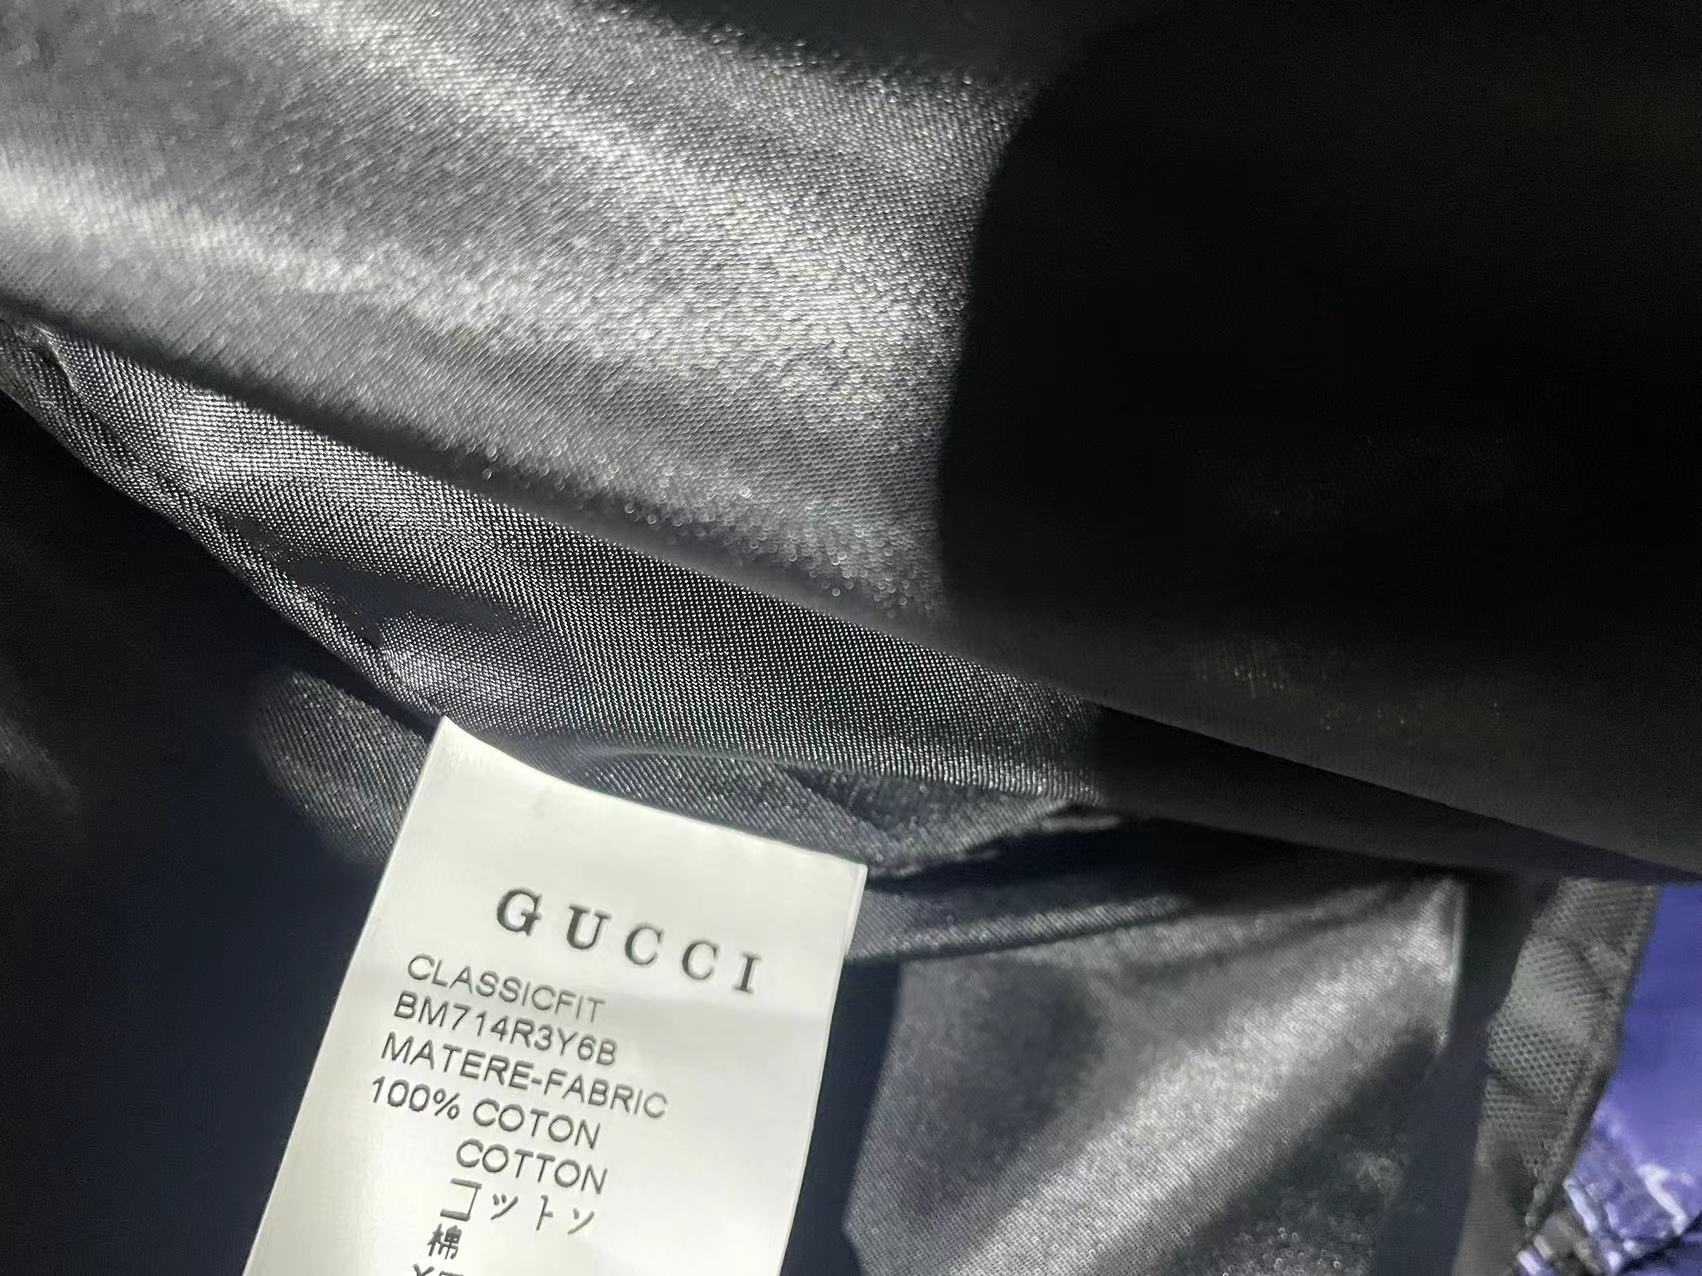 GUCCI
CLASSICFIT
BM714R3Y6B
MATERE-FABRIC
100% COTON
COTTON
コットン
棉